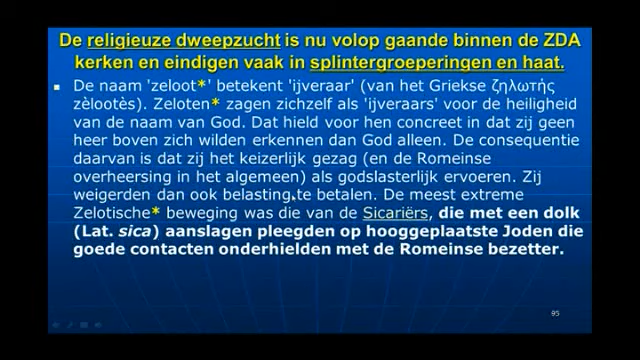 De religieuze dweepzucht is nu volop gaande binnen de ZDA
kerken en eindigen vaak in splintergroeperingen en haat.
De naam 'zeloot*' betekent 'ijveraar' (van het Griekse ζηλωτής
zèlootès). Zeloten* zagen zichzelf als 'ijveraars' voor de heiligheid
van de naam van God. Dat hield voor hen concreet in dat zij geen
heer boven zich wilden erkennen dan God alleen. De consequentie
daarvan is dat zij het keizerlijk gezag (en de Romeinse
overheersing in het algemeen) als godslasterlijk ervoeren. Zij
weigerden dan ook belasting te betalen. De meest extreme
Zelotische* beweging was die van de Sicariërs, die met een dolk
(Lat. sica) aanslagen pleegden op hooggeplaatste Joden die
goede contacten onderhielden met de Romeinse bezetter.
95